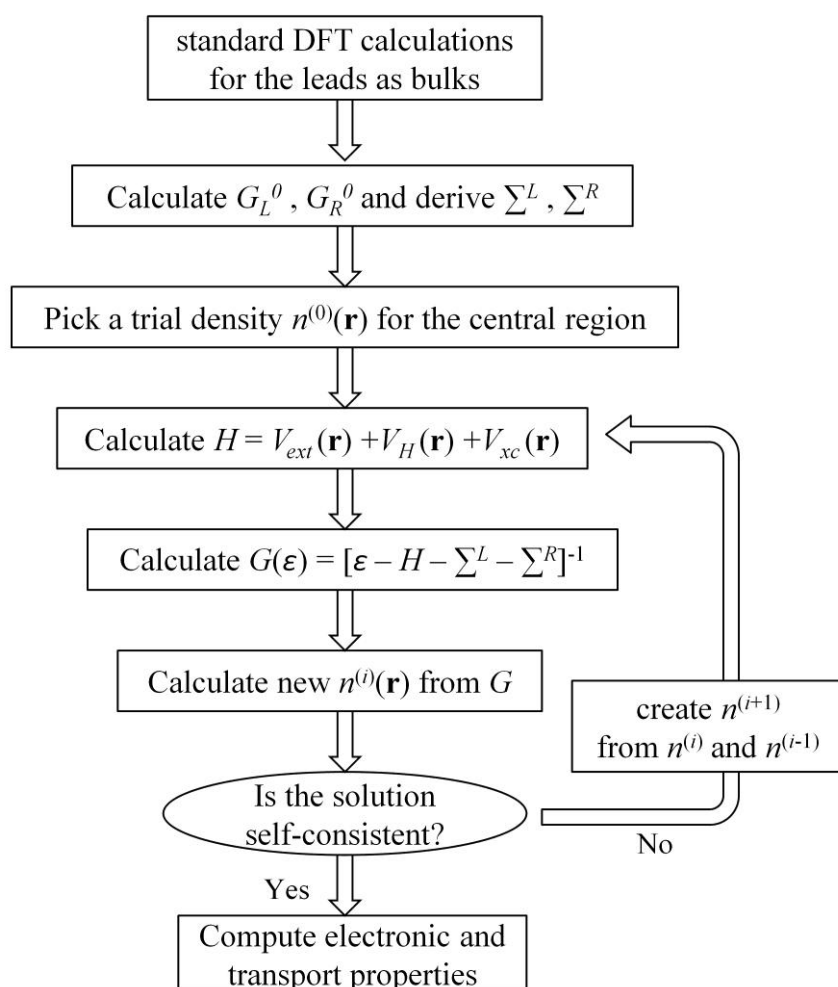 standard DFT calculations
for the leads as bulks
Calculate G_L^0 , G_R^0 and derive ∑^L , ∑^R
Pick a trial density n^(0)(r) for the central region
Calculate H = V_ext(r) +V_H(r) +V_xc(r)
Calculate G(ε) = [ε – H – ∑^L – ∑^R]^-1
Calculate new n^(i)(r) from G
create n^(i+1)
from n^(i) and n^(i-1)
Is the solution
self-consistent?
No
Yes
Compute electronic and
transport properties